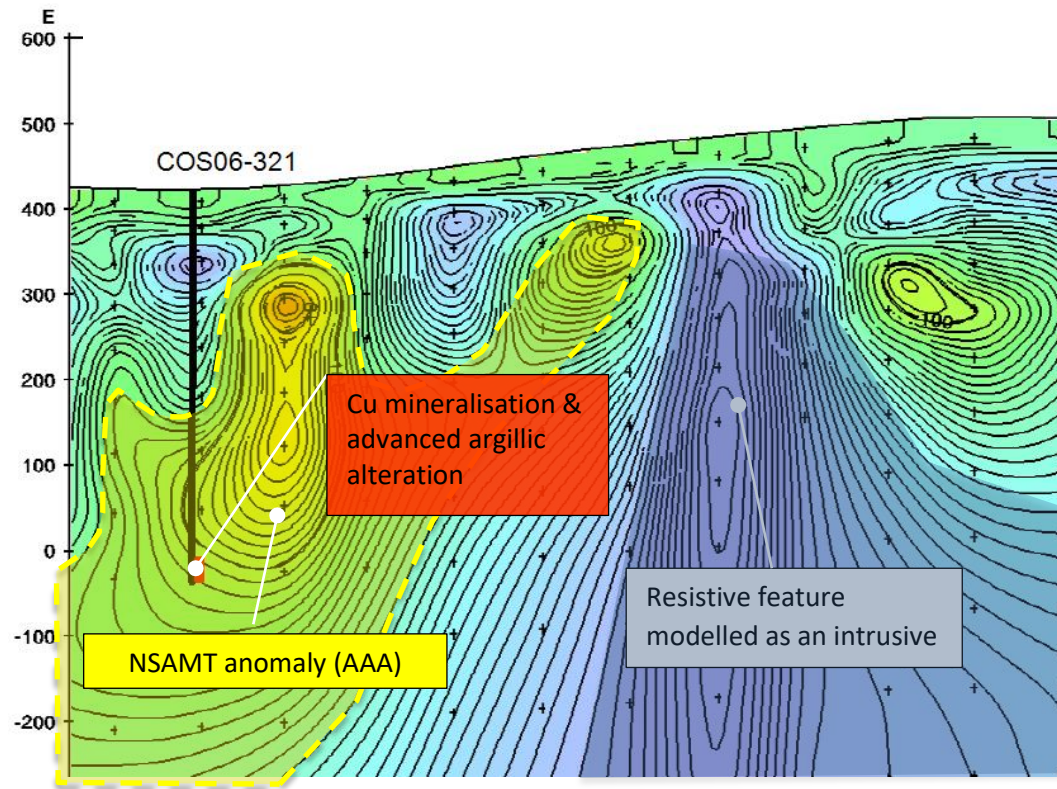 E
600
500
COS06-321
400
100
300
100
200
Cu mineralisation &
advanced argillic
alteration
100
0
Resistive feature
modelled as an intrusive
-100
NSAMT anomaly (AAA)
-200